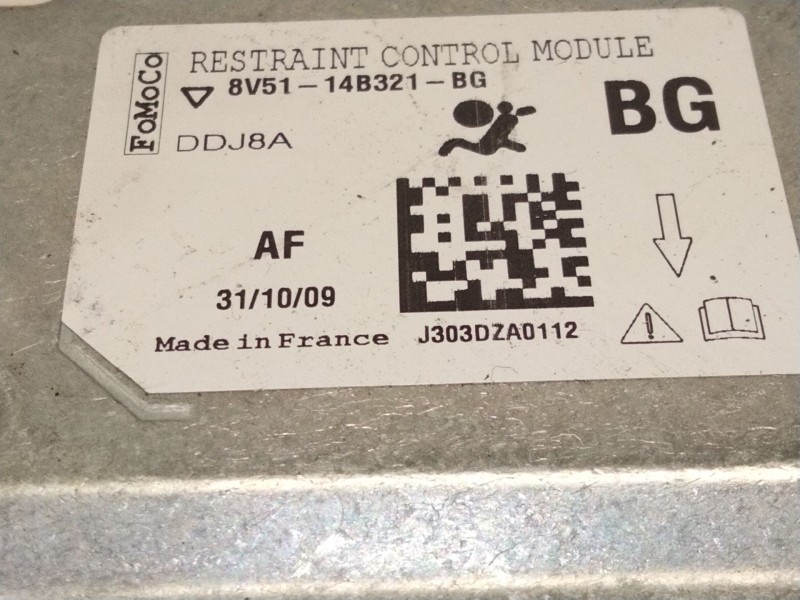 FoMoCo
RESTRAINT CONTROL MODULE
8V51-14B321-BG
BG
DDJ8A
AF
31/10/09
Made in France
J303DZA0112